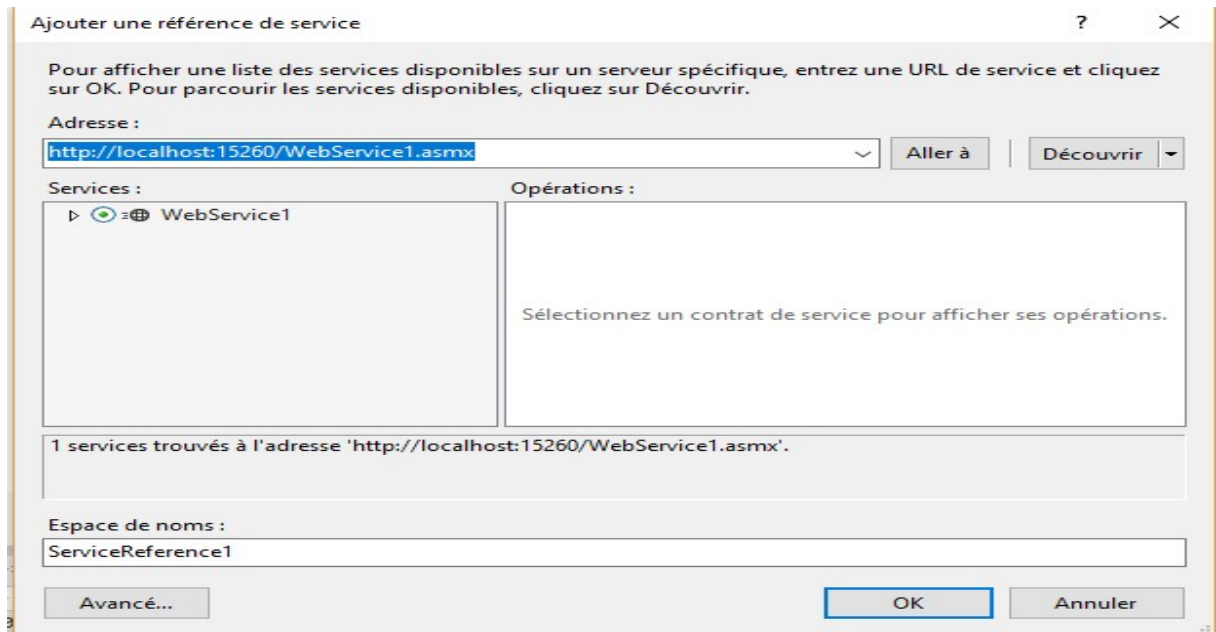 Ajouter une référence de service
Pour afficher une liste des services disponibles sur un serveur spécifique, entrez une URL de service et cliquez
sur OK. Pour parcourir les services disponibles, cliquez sur Découvrir.
Adresse :
http://localhost:15260/WebService1.asmx
Aller à
Découvrir
Services :
Opérations :
WebService1
Sélectionnez un contrat de service pour afficher ses opérations.
1 services trouvés à l'adresse 'http://localhost:15260/WebService1.asmx'.
Espace de noms :
ServiceReference1
Avancé...
OK
Annuler